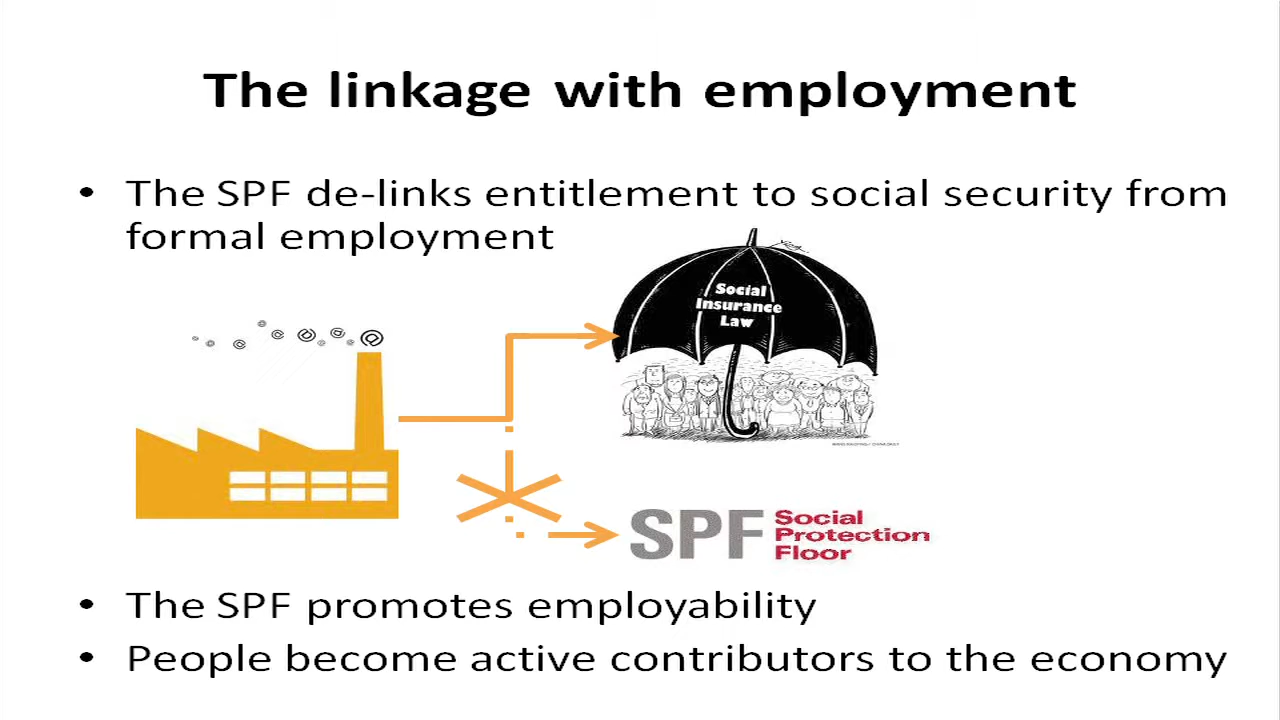 The linkage with employment
• The SPF de-links entitlement to social security from
formal employment
Social
Insurance
Law
SPF Social
Protection
Floor
• The SPF promotes employability
• People become active contributors to the economy